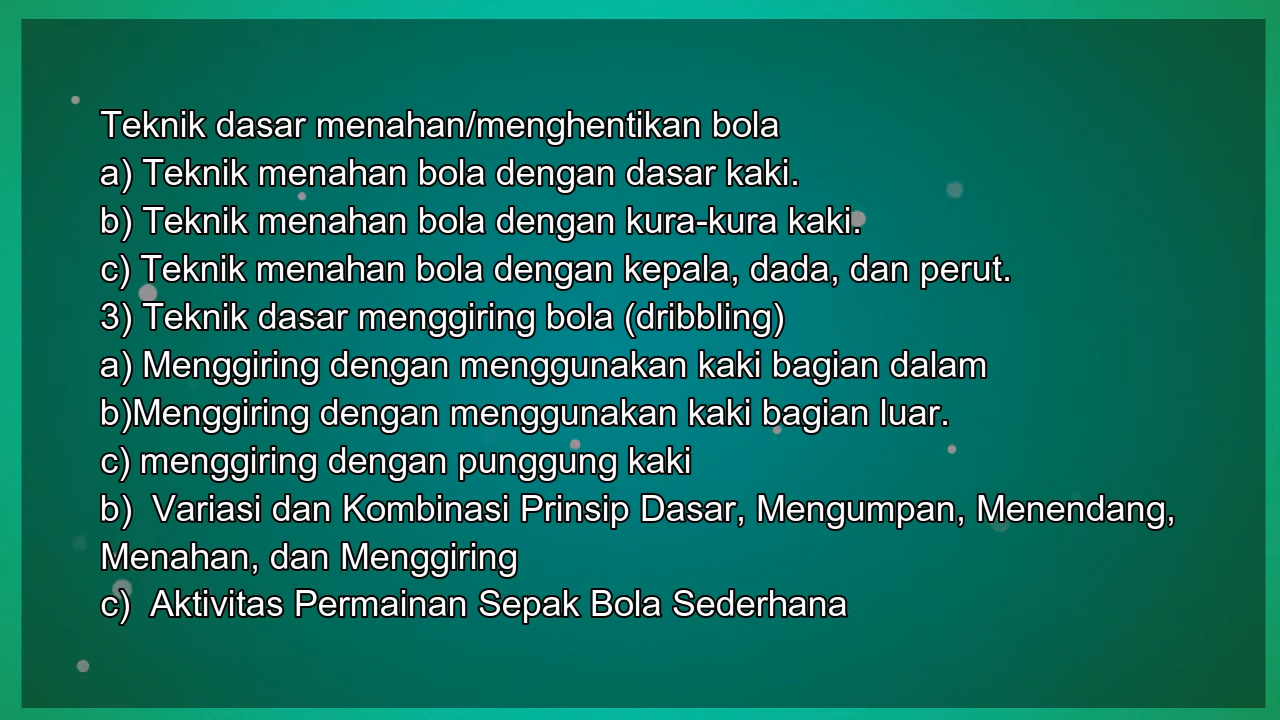 Teknik dasar menahan/menghentikan bola
a) Teknik menahan bola dengan dasar kaki.
b) Teknik menahan bola dengan kura-kura kaki.
c) Teknik menahan bola dengan kepala, dada, dan perut.
3) Teknik dasar menggiring bola (dribbling)
a) Menggiring dengan menggunakan kaki bagian dalam
b)Menggiring dengan menggunakan kaki bagian luar.
c) menggiring dengan punggung kaki
b)  Variasi dan Kombinasi Prinsip Dasar, Mengumpan, Menendang,
Menahan, dan Menggiring
c)  Aktivitas Permainan Sepak Bola Sederhana